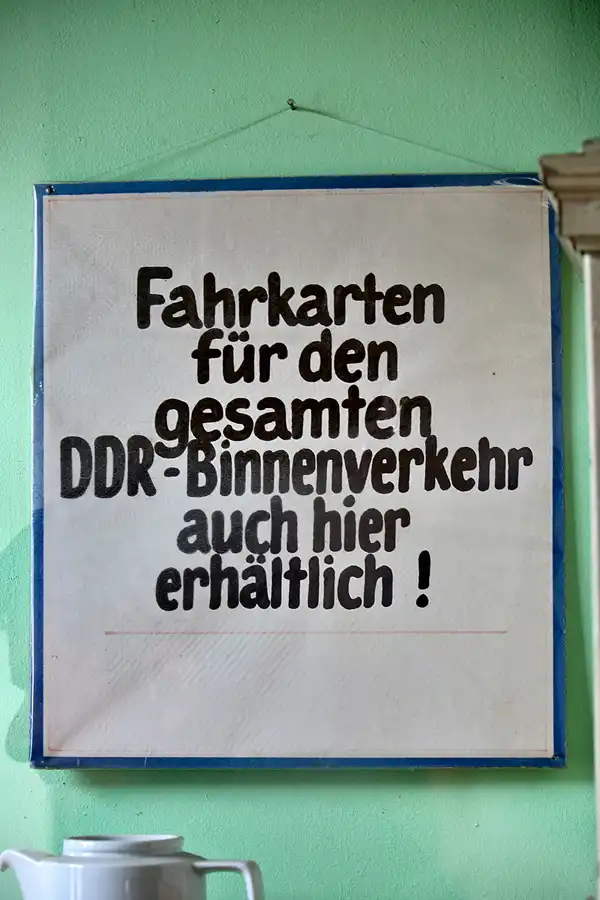 Fahrkarten
für den
gesamten
DDR-Binnenverkehr
auch hier
erhältlich !